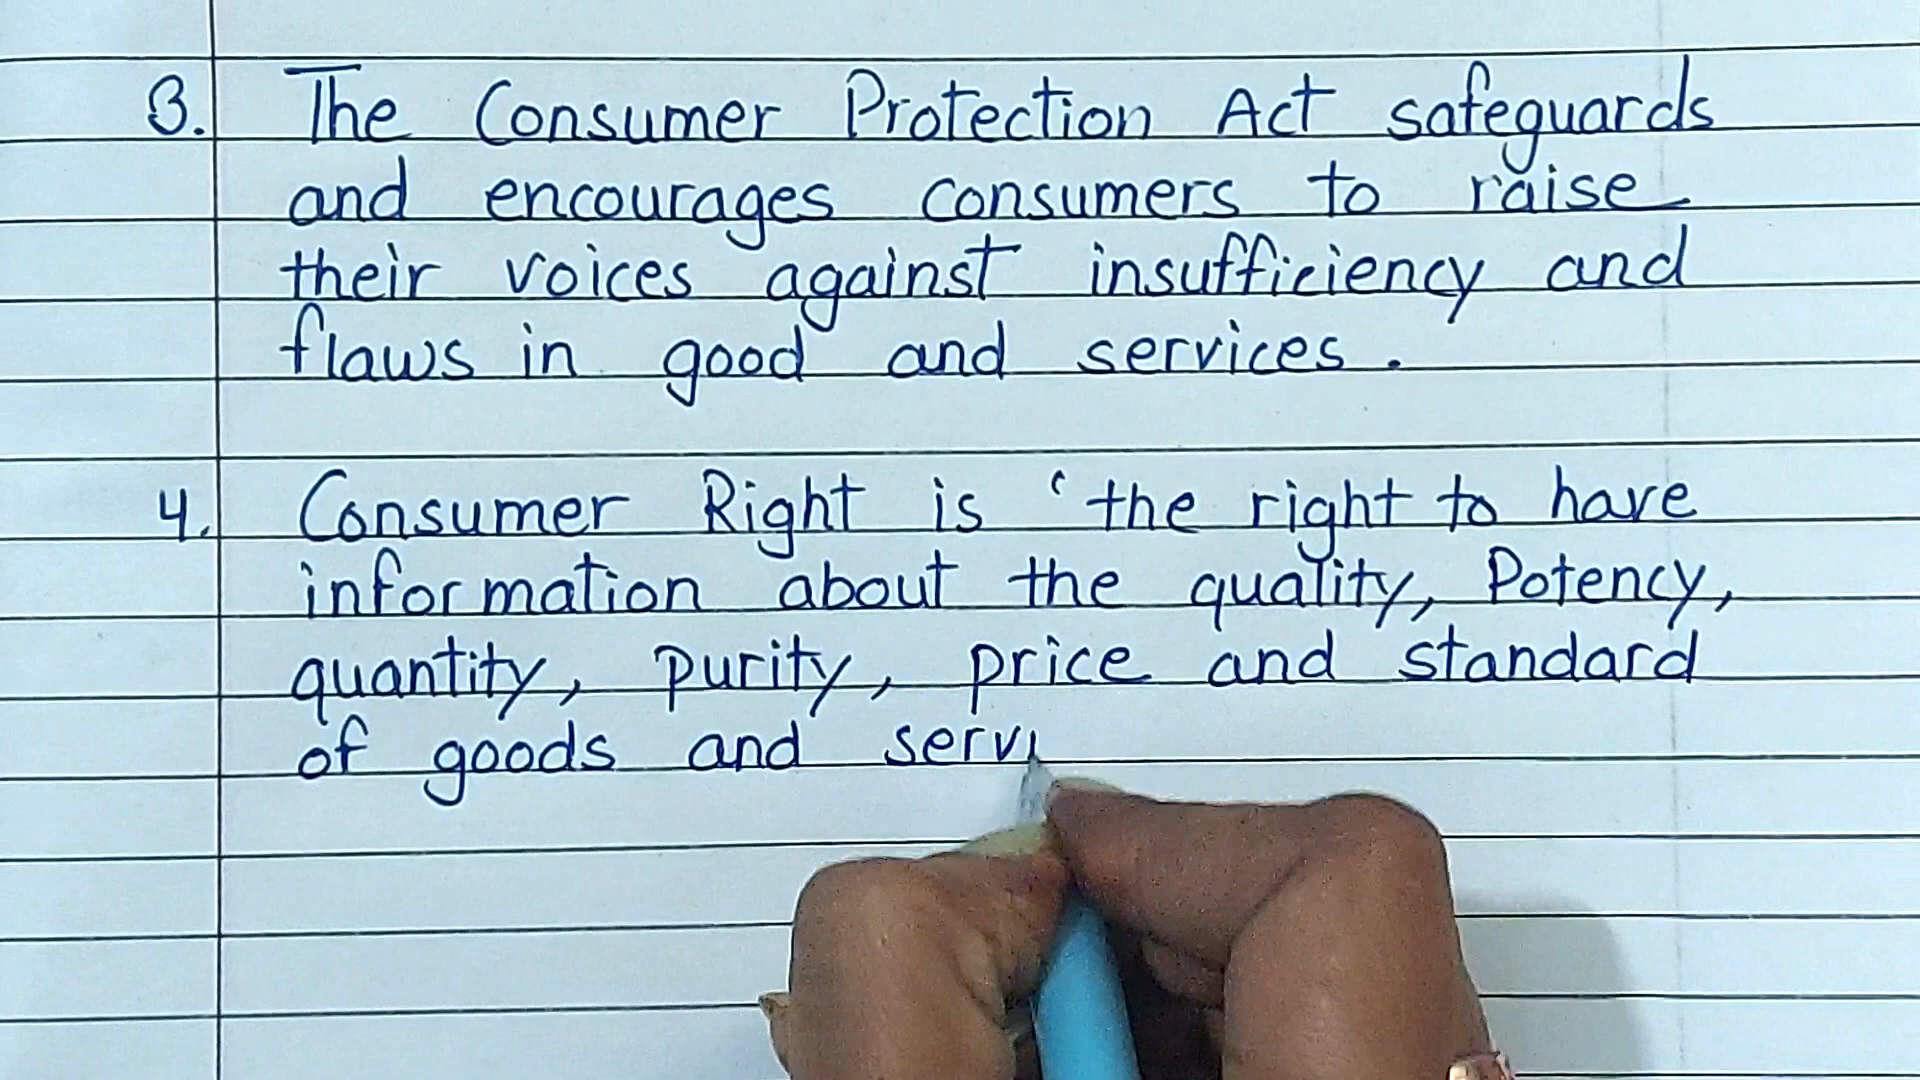 3. The Consumer Protection Act safeguards
and encourages consumers to raise
their voices against insufficiency and
flaws in good and services.
4. Consumer Right is ‘the right to have
information about the quality, Potency,
quantity, purity, price and standard
of goods and servi